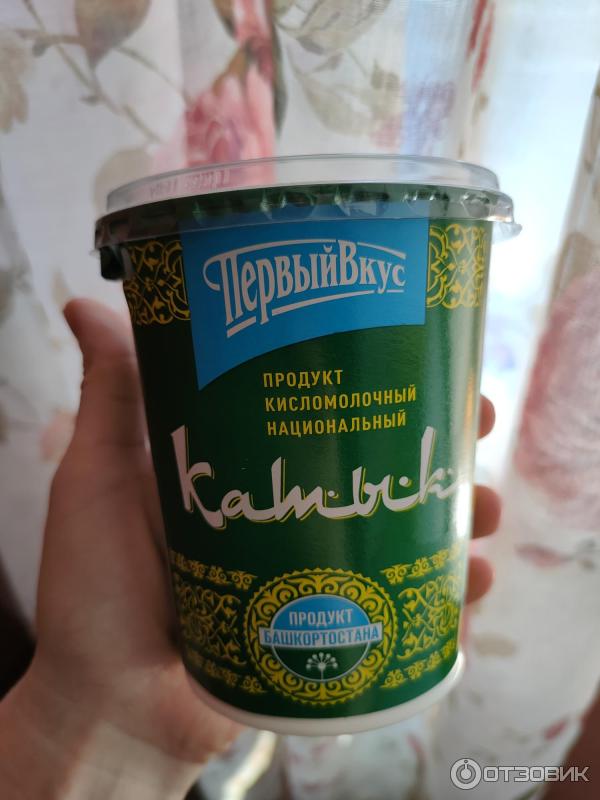 ПервыйВкус
ПРОДУКТ
КИСЛОМОЛОЧНЫЙ
НАЦИОНАЛЬНЫЙ
Катык
ПРОДУКТ
БАШКОРТОСТАНА
ОТЗОВИК